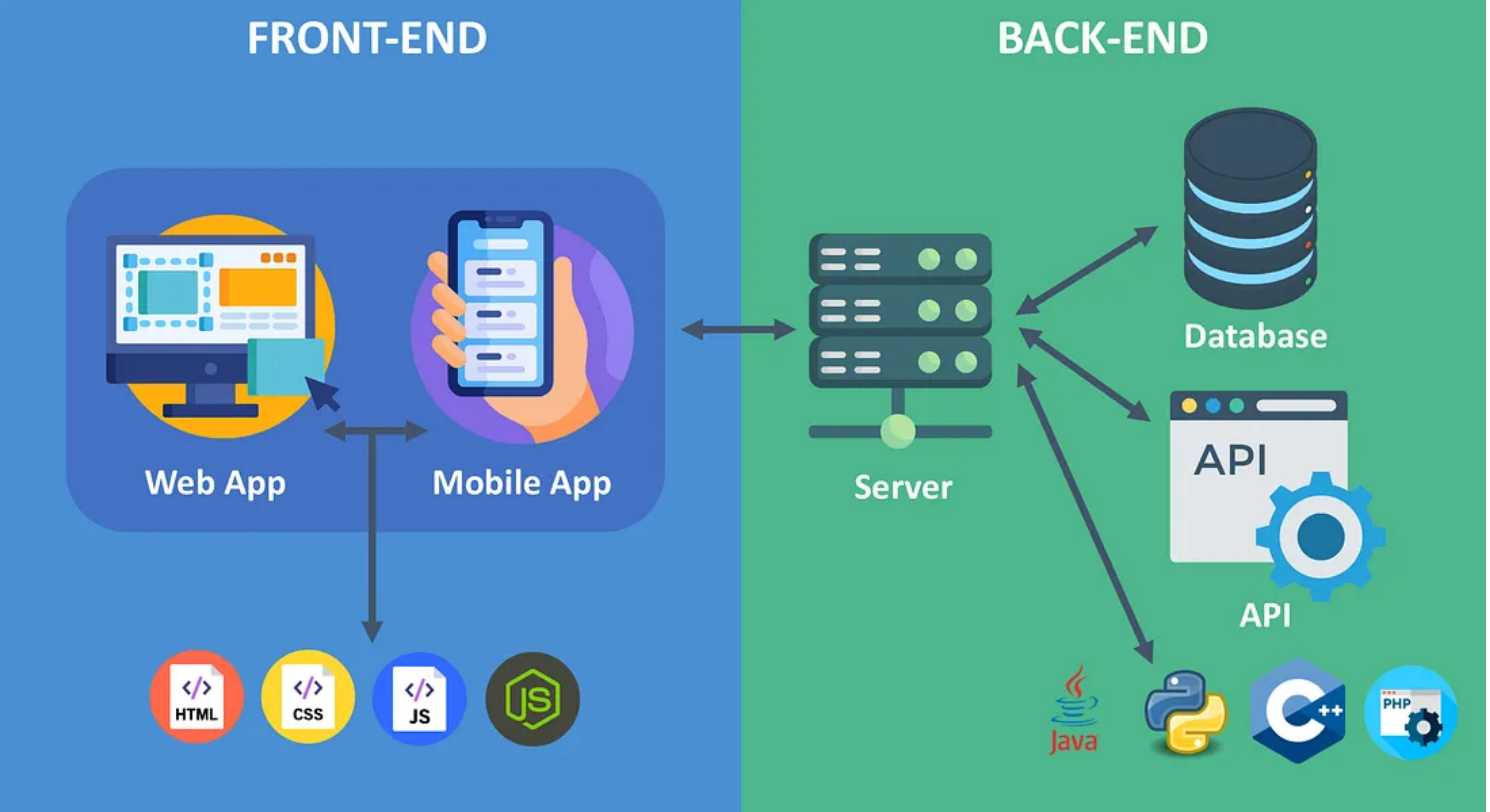 FRONT-END
Web App
Mobile App
HTML
CSS
JS
JS
BACK-END
Server
Database
API
API
Java
C++
PHP